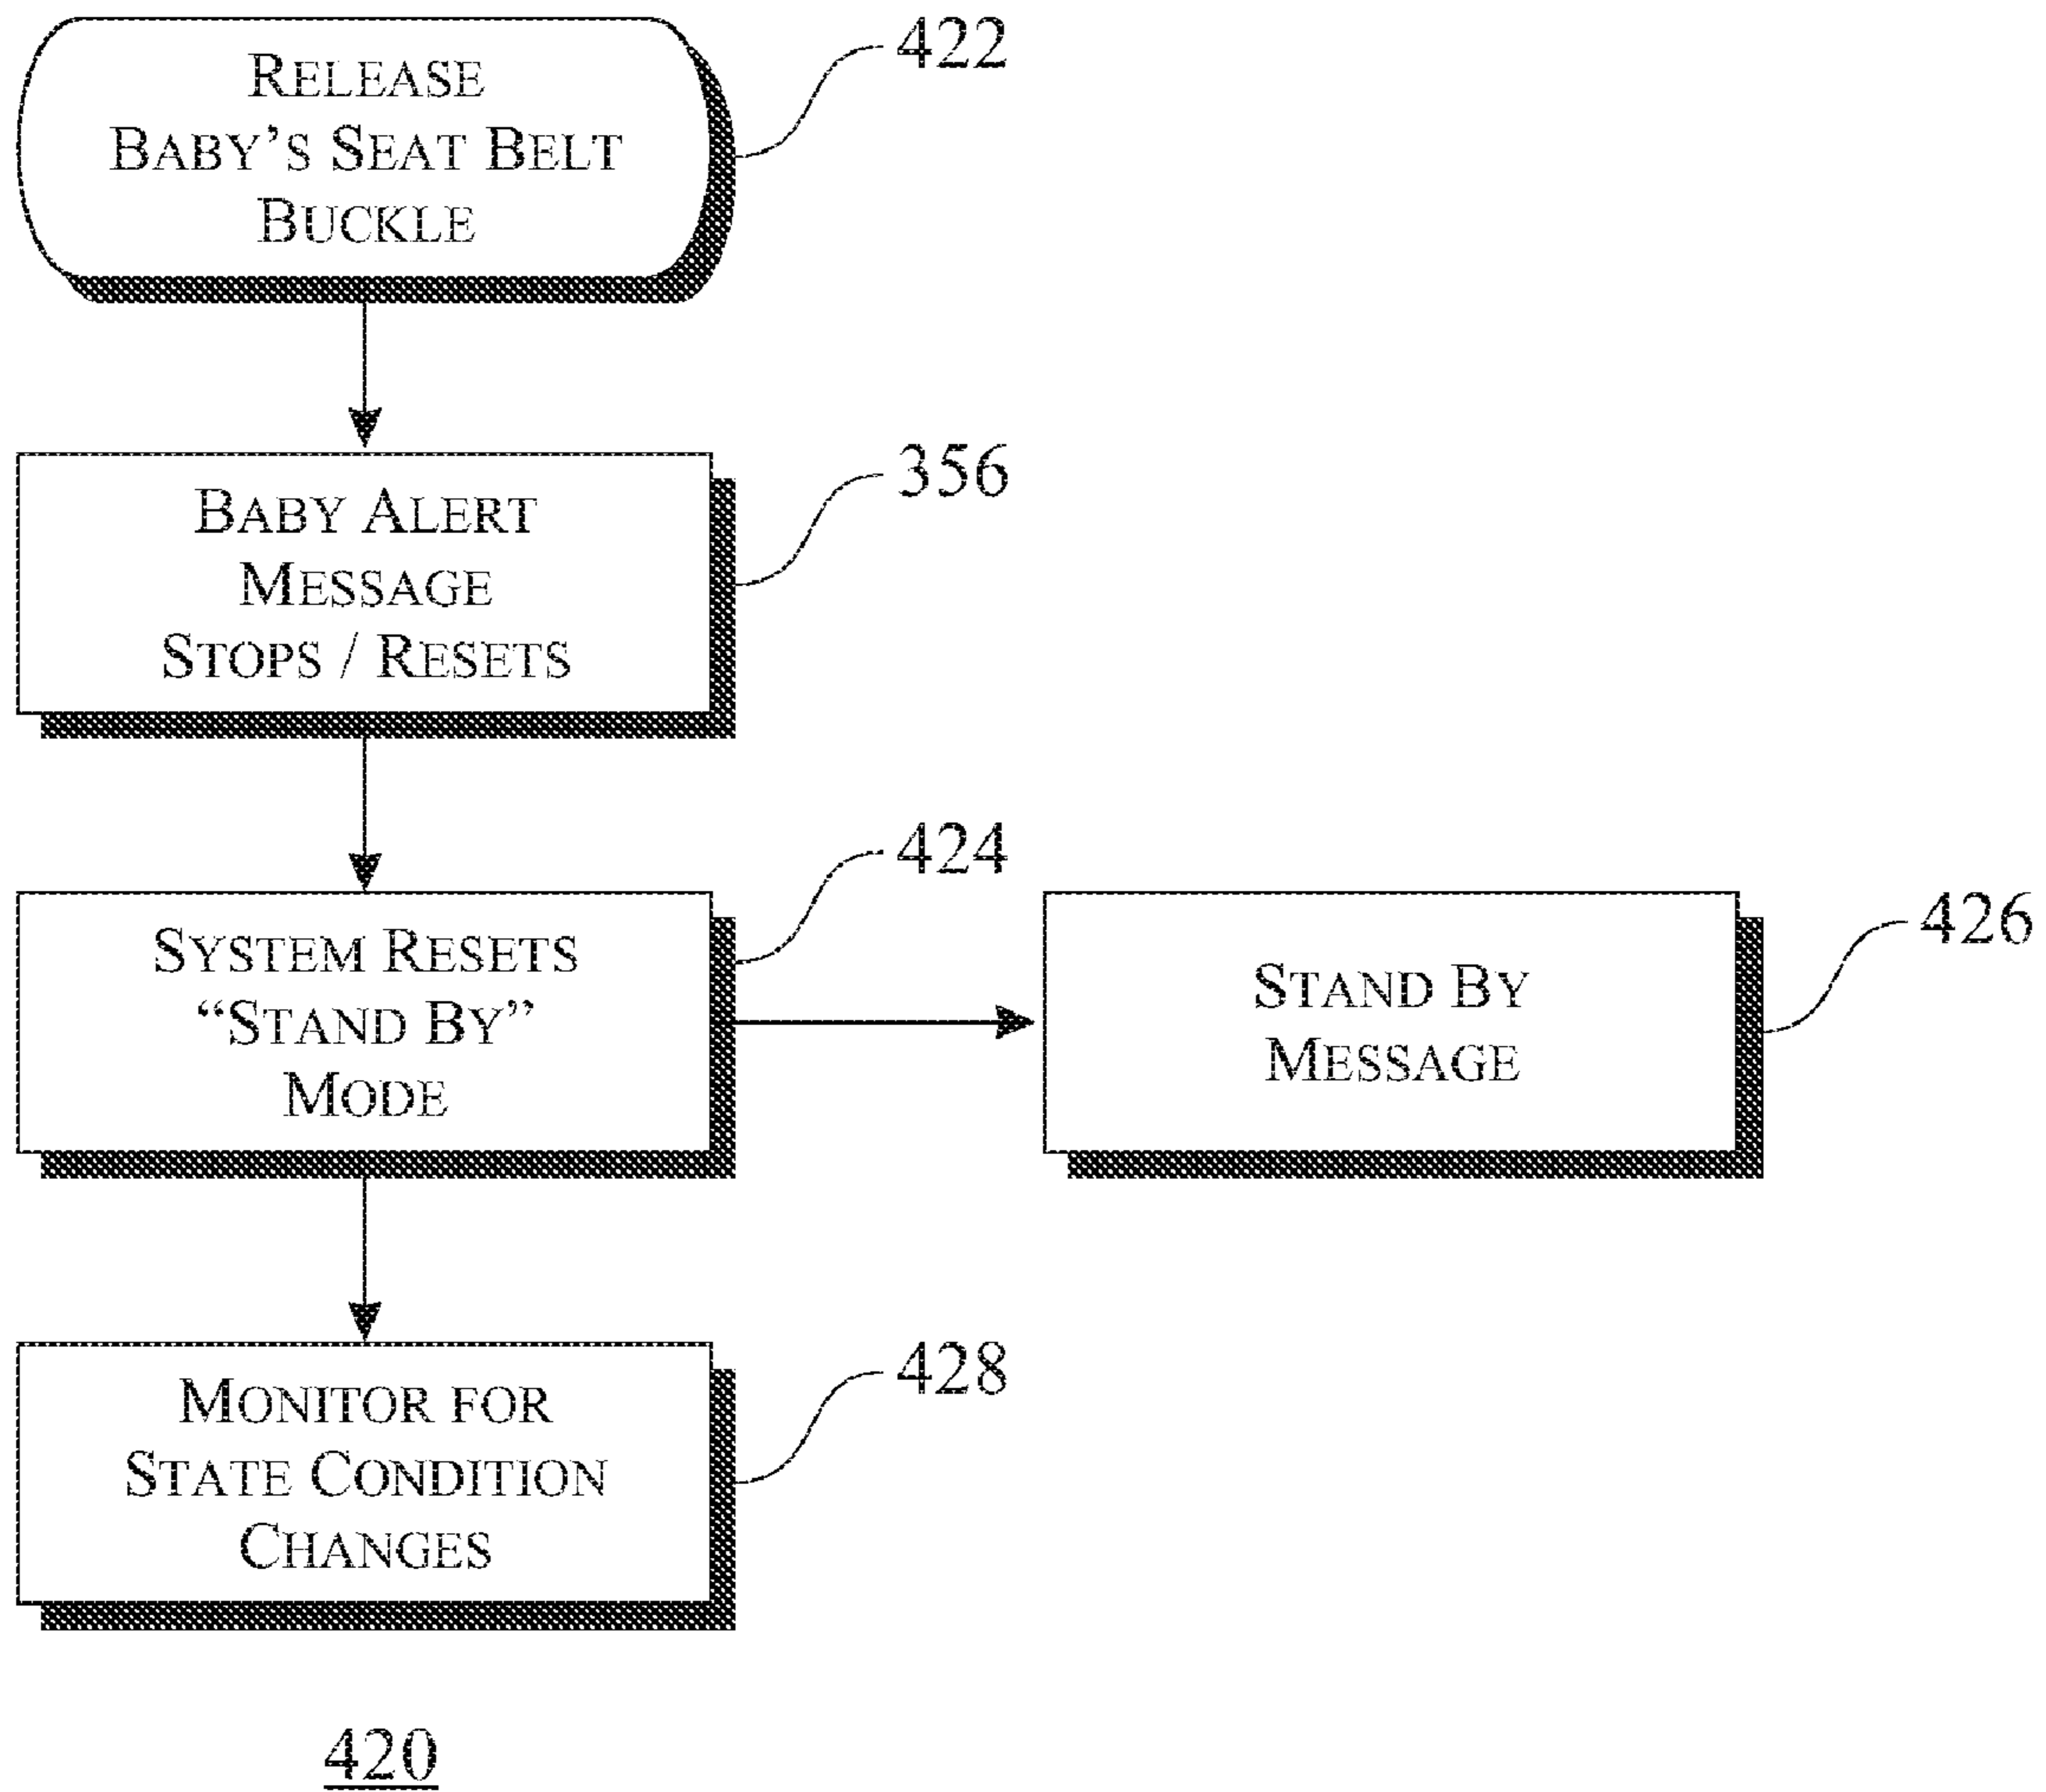 RELEASE
BABY'S SEAT BELT
BUCKLE
422
BABY ALERT
MESSAGE
STOPS / RESETS
356
SYSTEM RESETS
“STAND BY”
MODE
424
STAND BY
MESSAGE
426
MONITOR FOR
STATE CONDITION
CHANGES
428
420